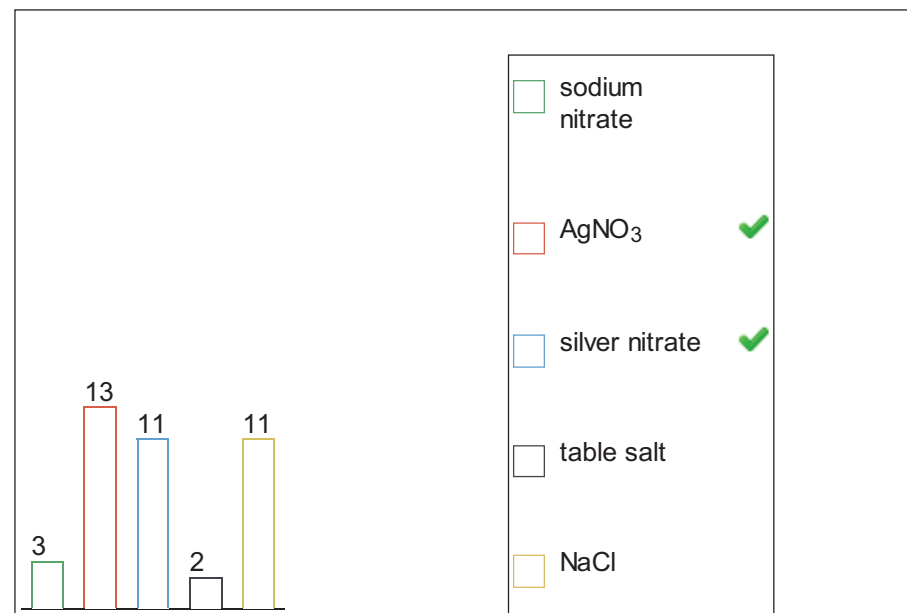 sodium
nitrate
AgNO₃
silver nitrate
table salt
NaCl
13
11
11
3
2